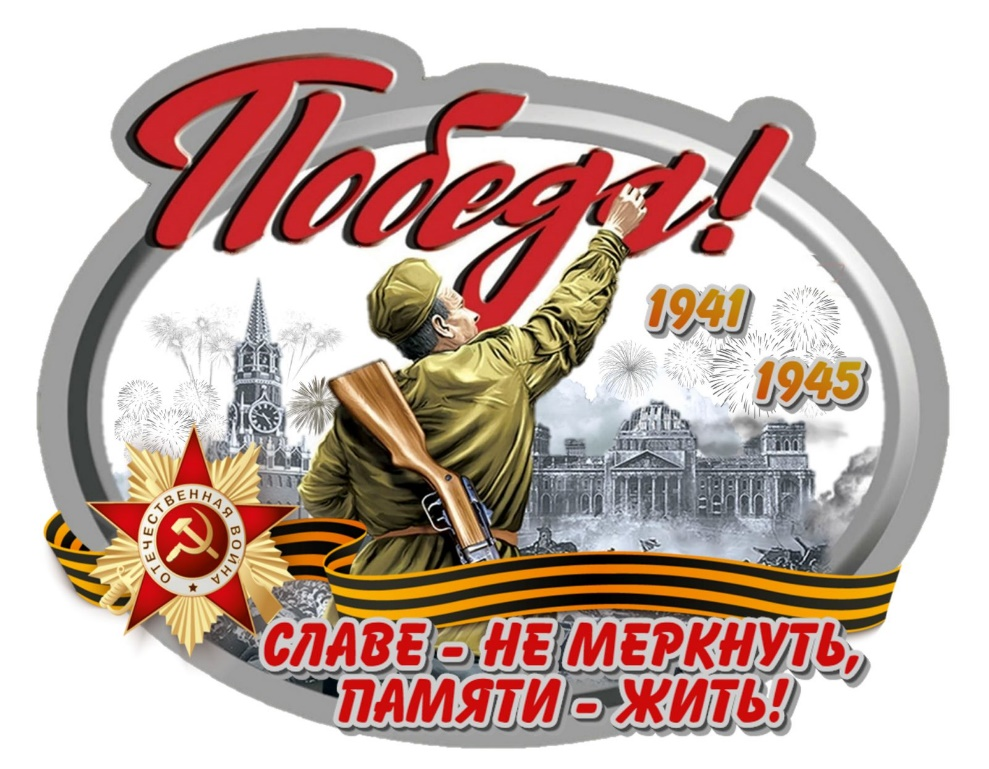 Победа!
1941
1945
ОТЕЧЕСТВЕННАЯ ВОЙНА
СЛАВЕ - НЕ МЕРКНУТЬ,
ПАМЯТИ - ЖИТЬ!